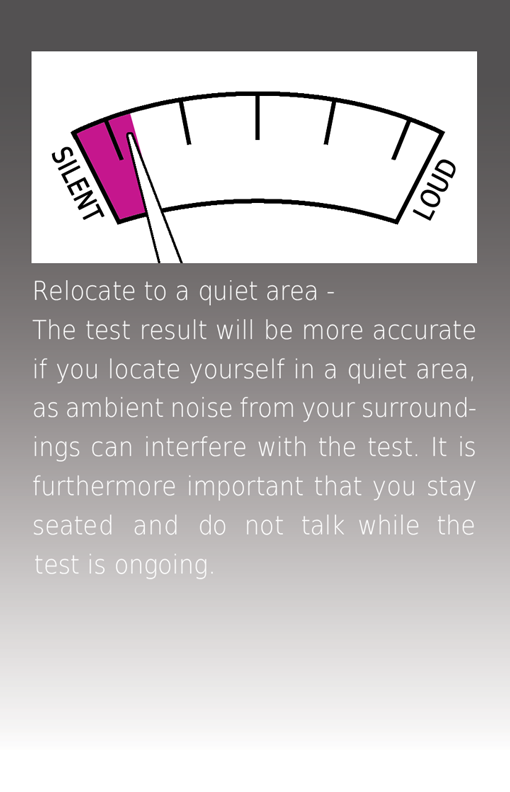 SILENT
LOUD
Relocate to a quiet area -
The test result will be more accurate
if you locate yourself in a quiet area,
as ambient noise from your surround-
ings can interfere with the test. It is
furthermore important that you stay
seated and do not talk while the
test is ongoing.